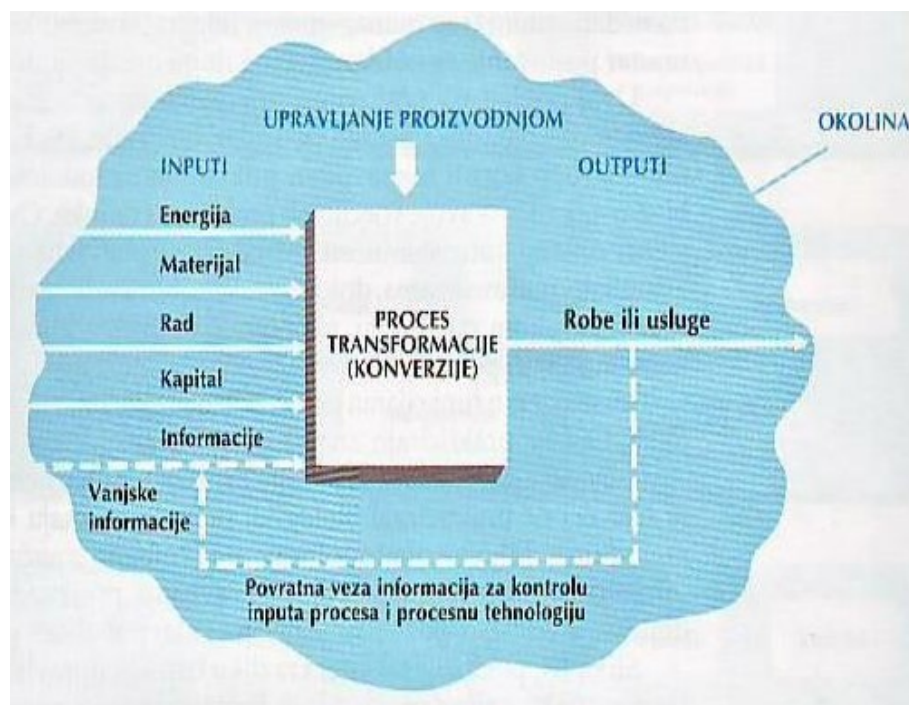 UPRAVLJANJE PROIZVODNJOM
OKOLINA
INPUTI
OUTPUTI
Energija
Materijal
Rad
Kapital
Informacije
PROCES
TRANSFORMACIJE
(KONVERZIJE)
Robe ili usluge
Vanjske
informacije
Povratna veza informacija za kontrolu
inputa procesa i procesnu tehnologiju